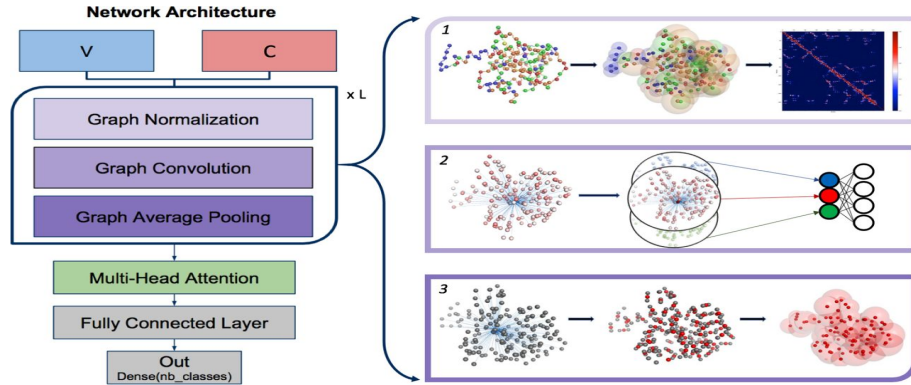 Network Architecture
V
C
x L
Graph Normalization
Graph Convolution
Graph Average Pooling
Multi-Head Attention
Fully Connected Layer
Out
Dense(nb_classes)
1
2
3